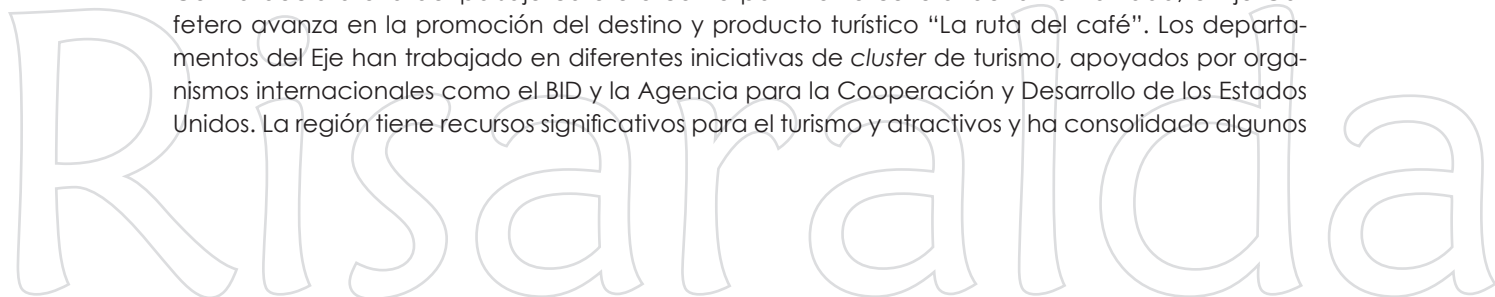 fetero avanza en la promoción del destino y producto turístico “La ruta del café”. Los departa-
mentos del Eje han trabajado en diferentes iniciativas de cluster de turismo, apoyados por orga-
nismos internacionales como el BID y la Agencia para la Cooperación y Desarrollo de los Estados
Unidos. La región tiene recursos significativos para el turismo y atractivos y ha consolidado algunos
Risaralda